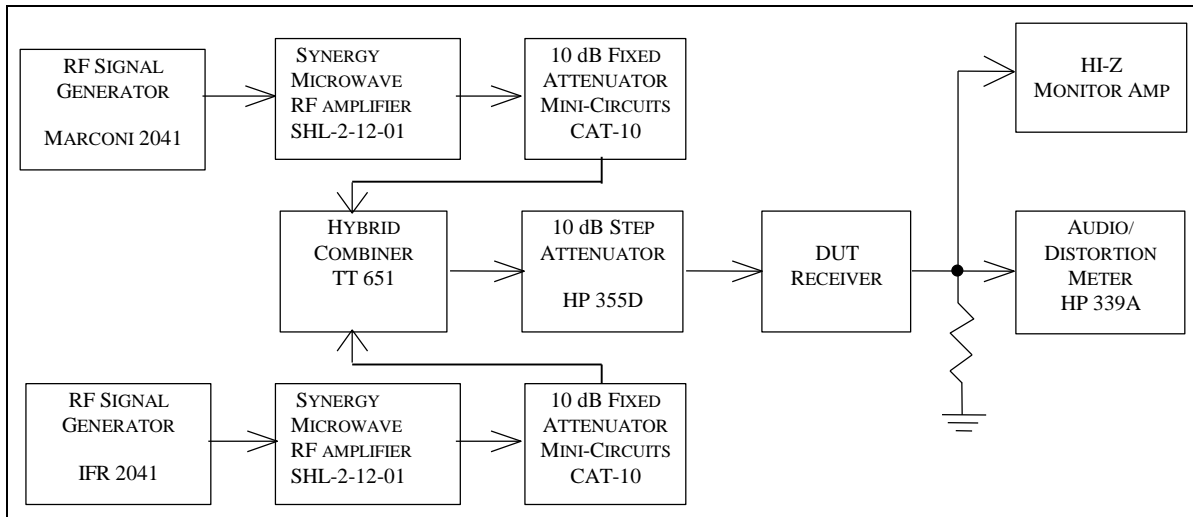 RF SIGNAL
GENERATOR
MARCONI 2041
SYNERGY
MICROWAVE
RF AMPLIFIER
SHL-2-12-01
10 dB FIXED
ATTENUATOR
MINI-CIRCUITS
CAT-10
HI-Z
MONITOR AMP
HYBRID
COMBINER
TT 651
10 dB STEP
ATTENUATOR
HP 355D
DUT
RECEIVER
AUDIO/
DISTORTION
METER
HP 339A
RF SIGNAL
GENERATOR
IFR 2041
SYNERGY
MICROWAVE
RF AMPLIFIER
SHL-2-12-01
10 dB FIXED
ATTENUATOR
MINI-CIRCUITS
CAT-10